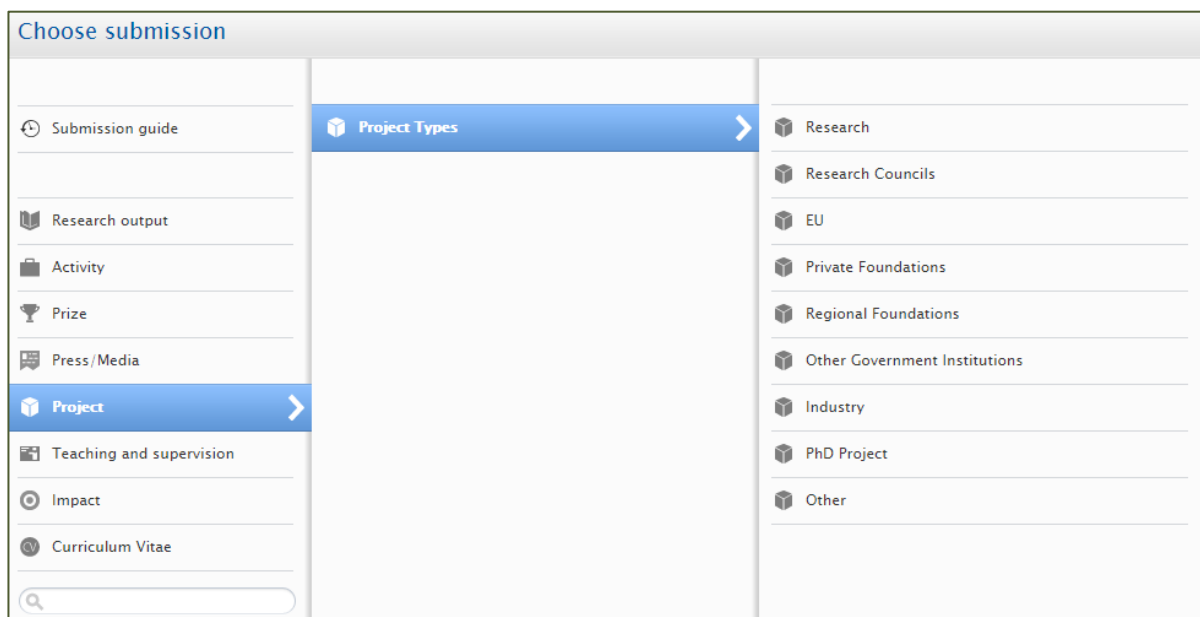 Choose submission
Submission guide
Research output
Activity
Prize
Press/Media
Project
Teaching and supervision
Impact
CV Curriculum Vitae
Project Types
Research
Research Councils
EU
Private Foundations
Regional Foundations
Other Government Institutions
Industry
PhD Project
Other